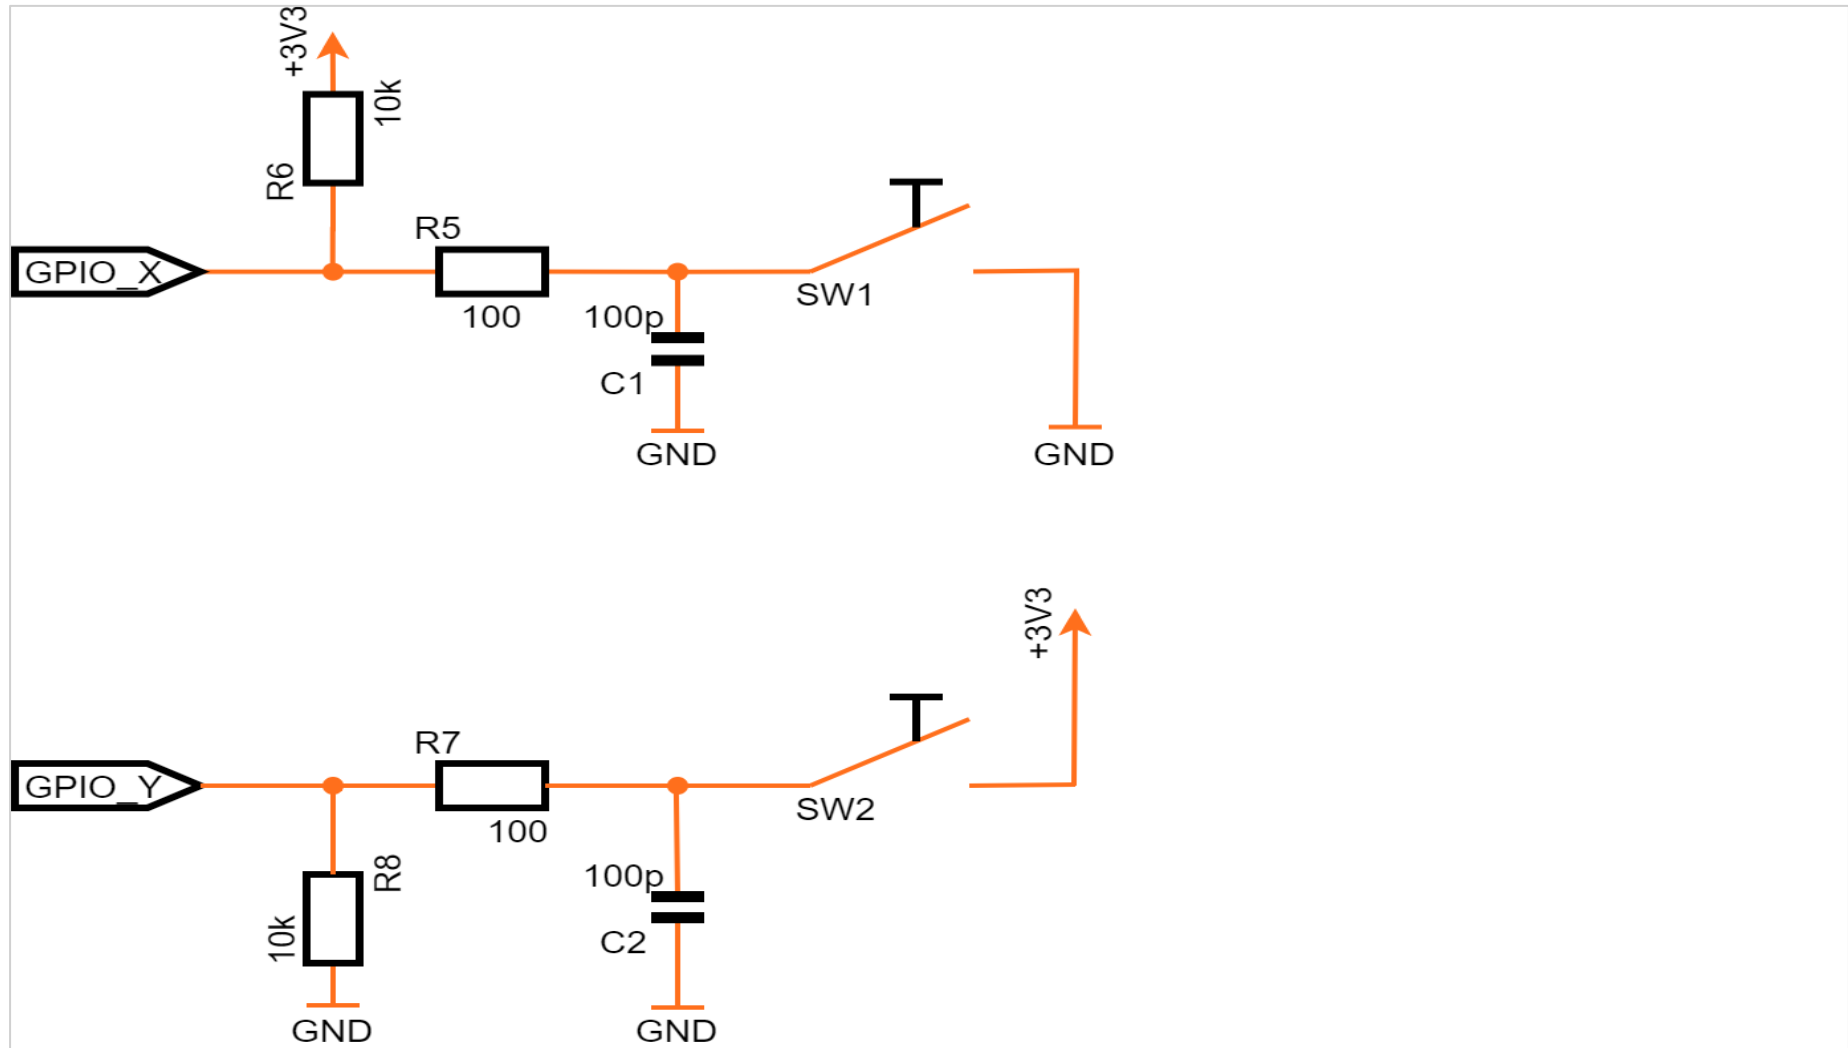 +3V3
10k
R6
R5
GPIO_X
100
100p
SW1
C1
GND
GND
+3V3
R7
GPIO_Y
100
SW2
R8
100p
10k
C2
GND
GND